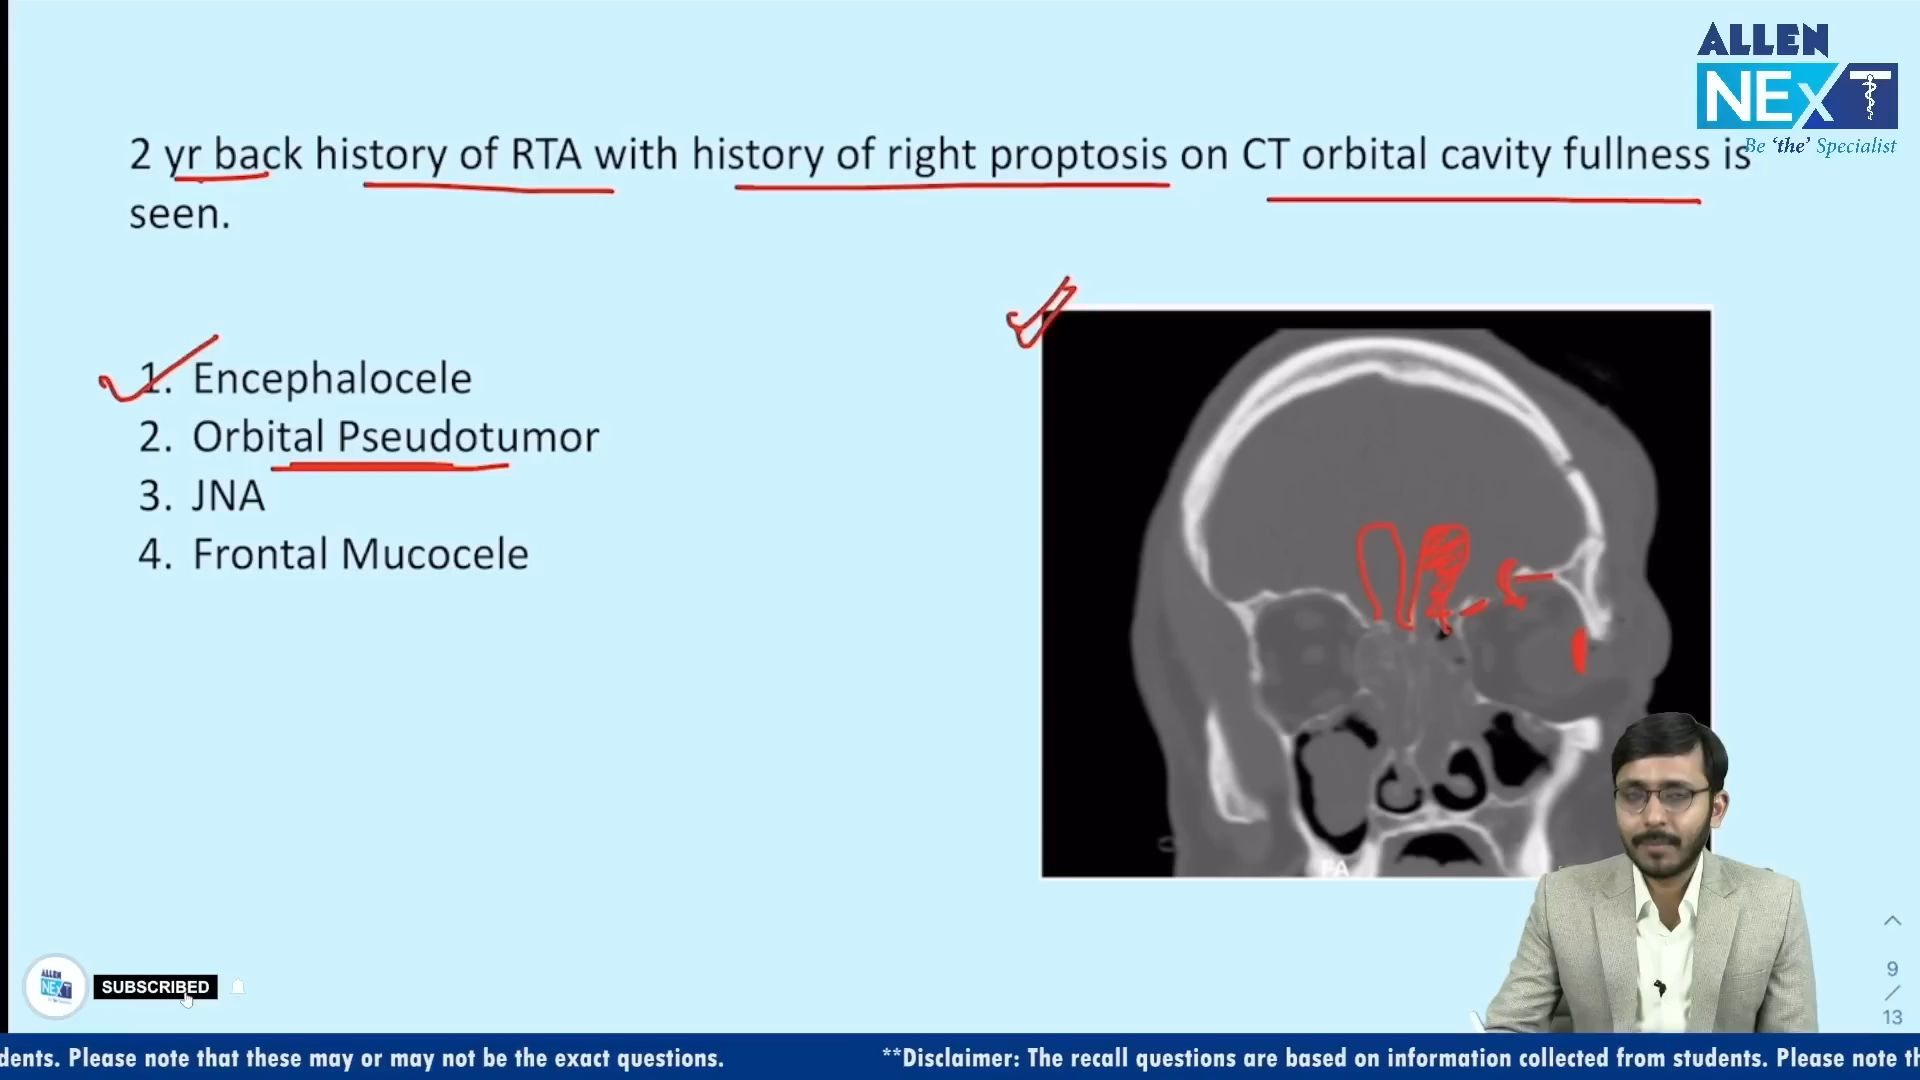 ALLEN
NExT
Be 'the' Specialist
2 yr back history of RTA with history of right proptosis on CT orbital cavity fullness is
seen.
1. Encephalocele
2. Orbital Pseudotumor
3. JNA
4. Frontal Mucocele
FA
ALLEN
NEXT
SUBSCRIBED
9
/
13
dents. Please note that these may or may not be the exact questions.
**Disclaimer: The recall questions are based on information collected from students. Please note th